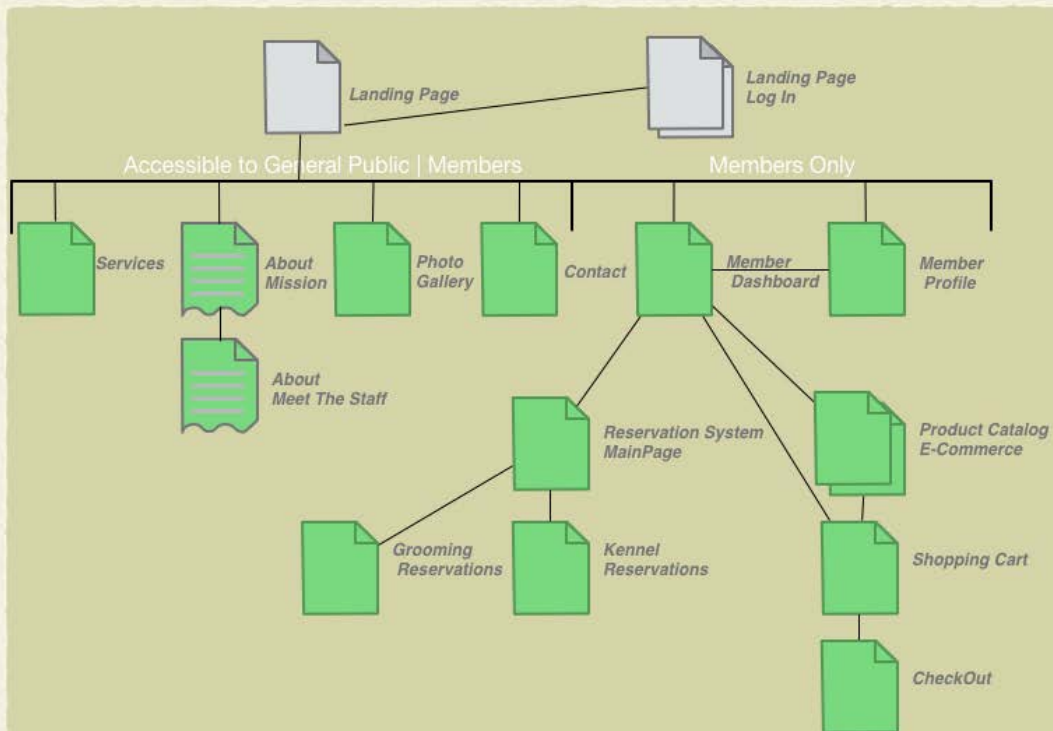 Landing Page
Landing Page
Log In
Accessible to General Public | Members
Members Only
Services
About
Mission
Photo
Gallery
Contact
Member
Dashboard
Member
Profile
About
Meet The Staff
Reservation System
MainPage
Product Catalog
E-Commerce
Grooming
Reservations
Kennel
Reservations
Shopping Cart
CheckOut